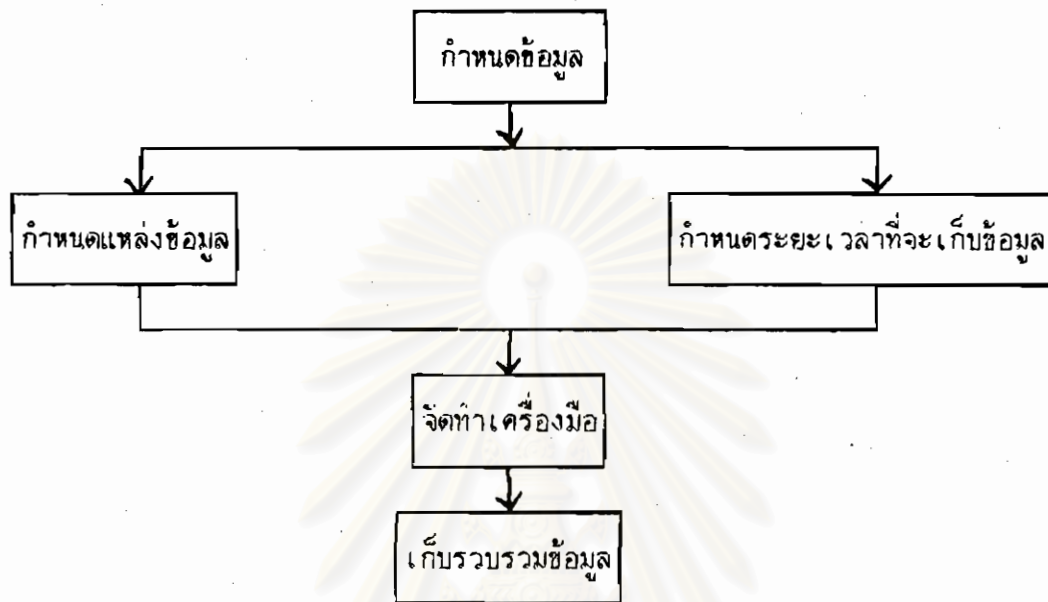 กำหนดข้อมูล
กำหนดแหล่งข้อมูล
กำหนดระยะเวลาที่จะเก็บข้อมูล
จัดทำเครื่องมือ
เก็บรวบรวมข้อมูล